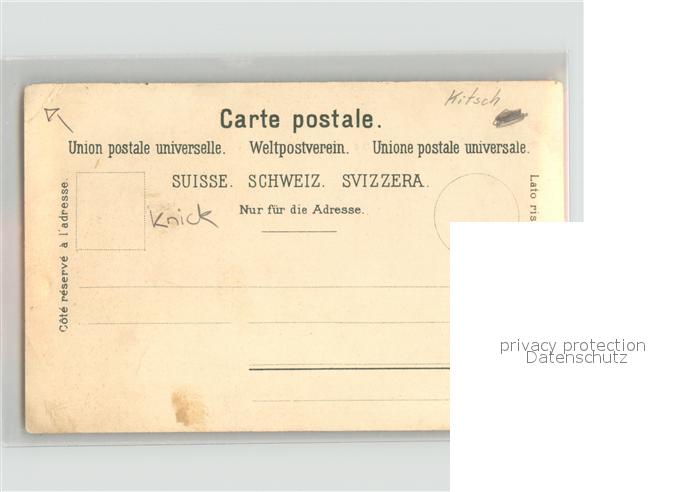 Kitsch
Carte postale.
Union postale universelle. Weltpostverein. Unione postale universale.
SUISSE. SCHWEIZ. SVIZZERA.
Nur für die Adresse.
Knick
Côté réservé à l'adresse.
Lato ris
privacy protection
Datenschutz